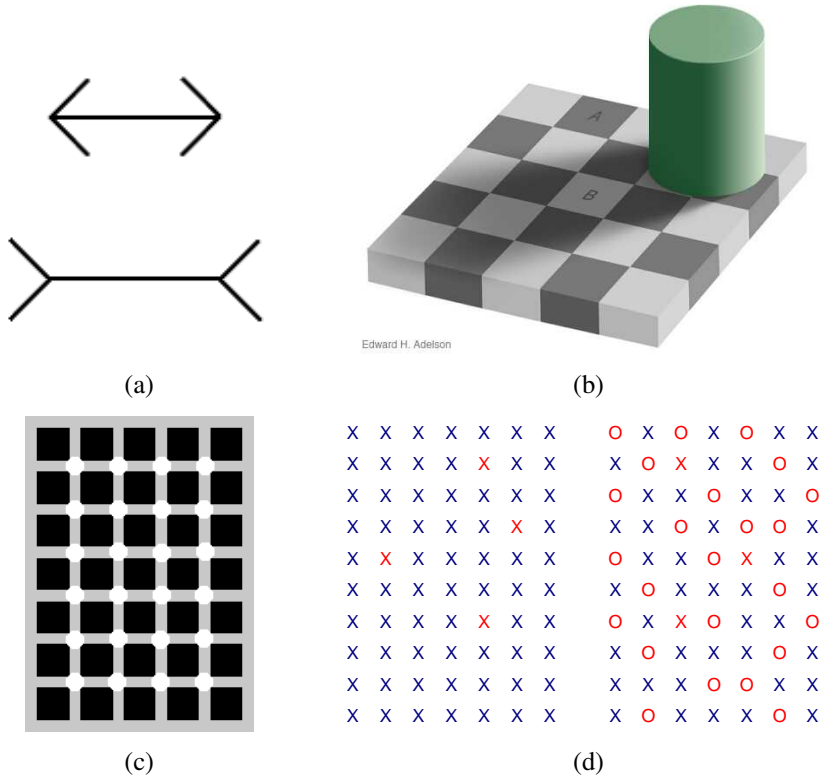 A
B
Edward H. Adelson
(a)
(b)
X X X X X X X
X X X X X X X
X X X X X X X
X X X X X X X
X X X X X X X
X X X X X X X
X X X X X X X
X X X X X X X
X X X X X X X
X X X X X X X
O X O X O X X
X O X X X O X
O X X O X X O
X X O X O O X
O X X O X X X
X O X X X O X
O X X O X X O
X O X X X O X
X X X O O X X
X O X X X O X
(c)
(d)